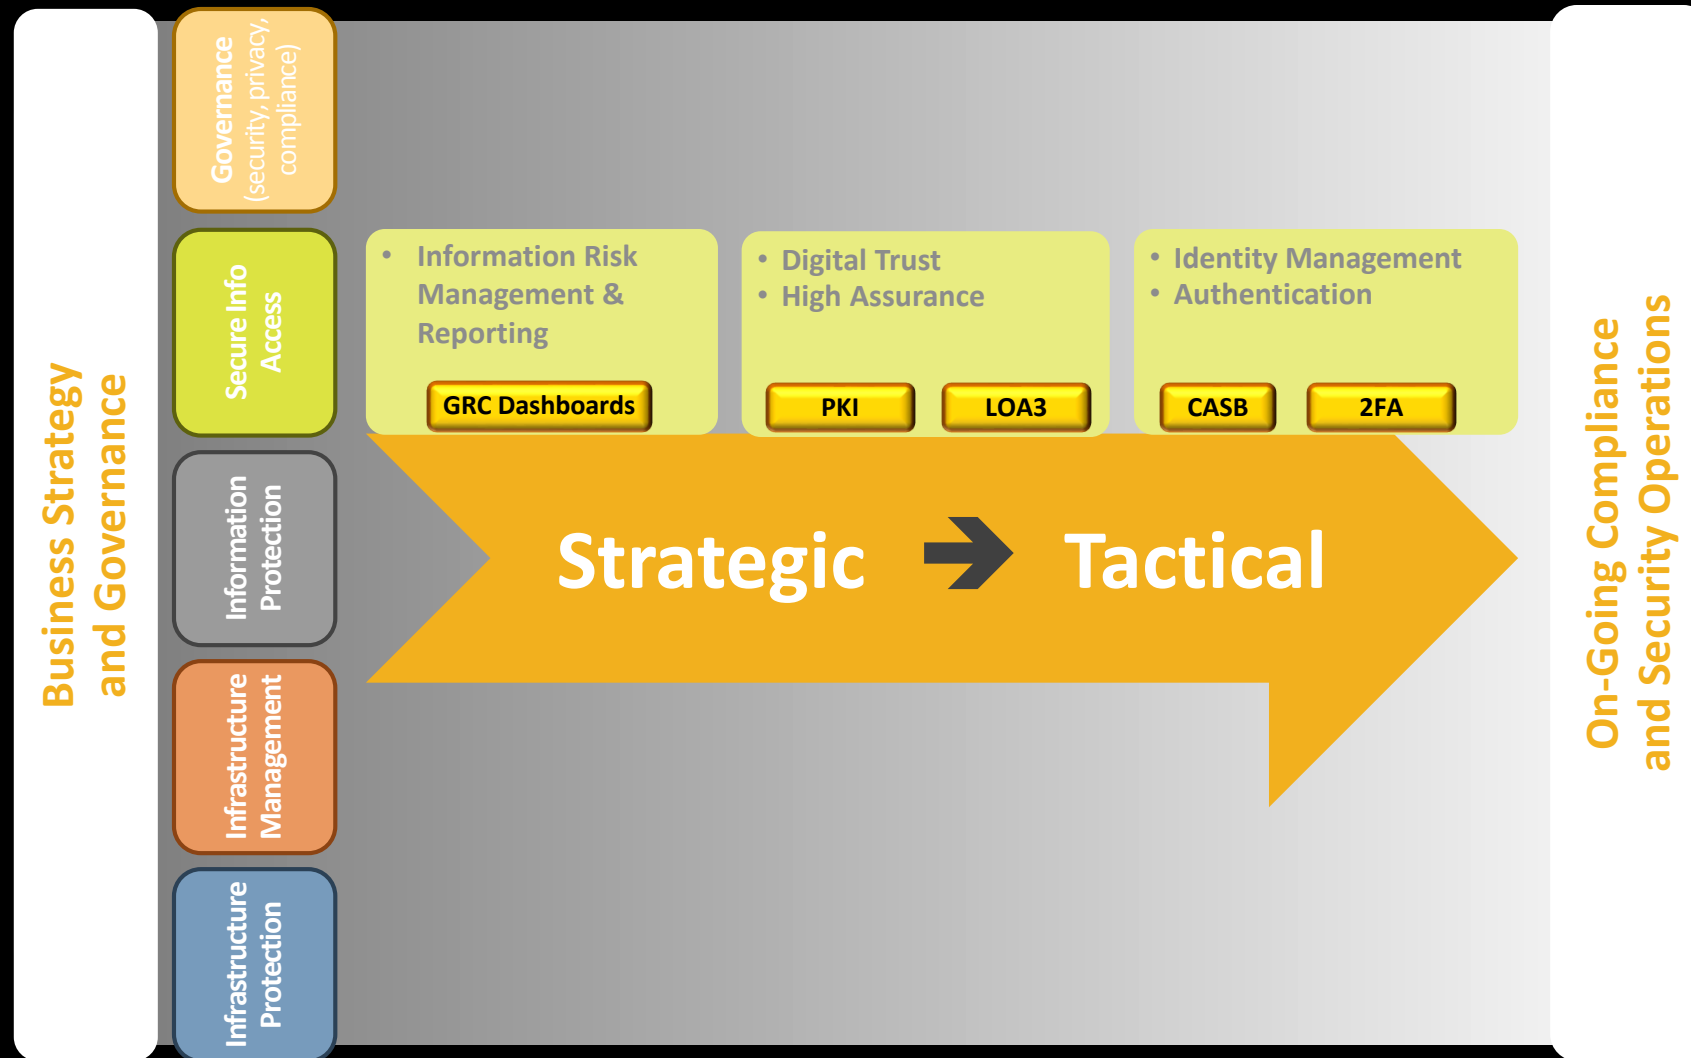 Business Strategy
and Governance
Governance
(security, privacy,
compliance)
Secure Info
Access
• Information Risk
Management &
Reporting
GRC Dashboards
• Digital Trust
• High Assurance
PKI
LOA3
• Identity Management
• Authentication
CASB
2FA
Information
Protection
Strategic
Tactical
Infrastructure
Management
Infrastructure
Protection
On-Going Compliance
and Security Operations